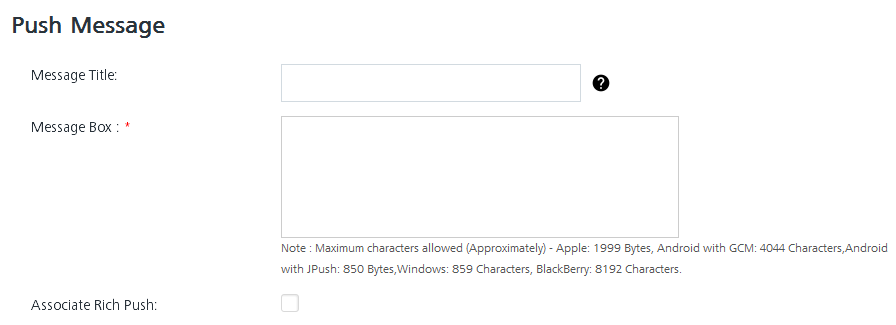 Push Message
Message Title:
?
Message Box : *
Note : Maximum characters allowed (Approximately) - Apple: 1999 Bytes, Android with GCM: 4044 Characters,Android
with JPush: 850 Bytes,Windows: 859 Characters, BlackBerry: 8192 Characters.
Associate Rich Push: